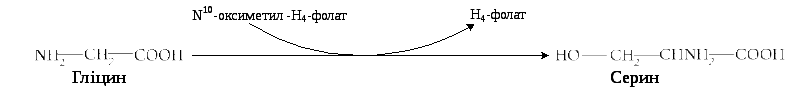 N¹⁰-оксиметил -H₄-фолат
H₄-фолат
NH₂—CH₂—COOH
HO—CH₂—CHNH₂—COOH
Гліцин
Серин